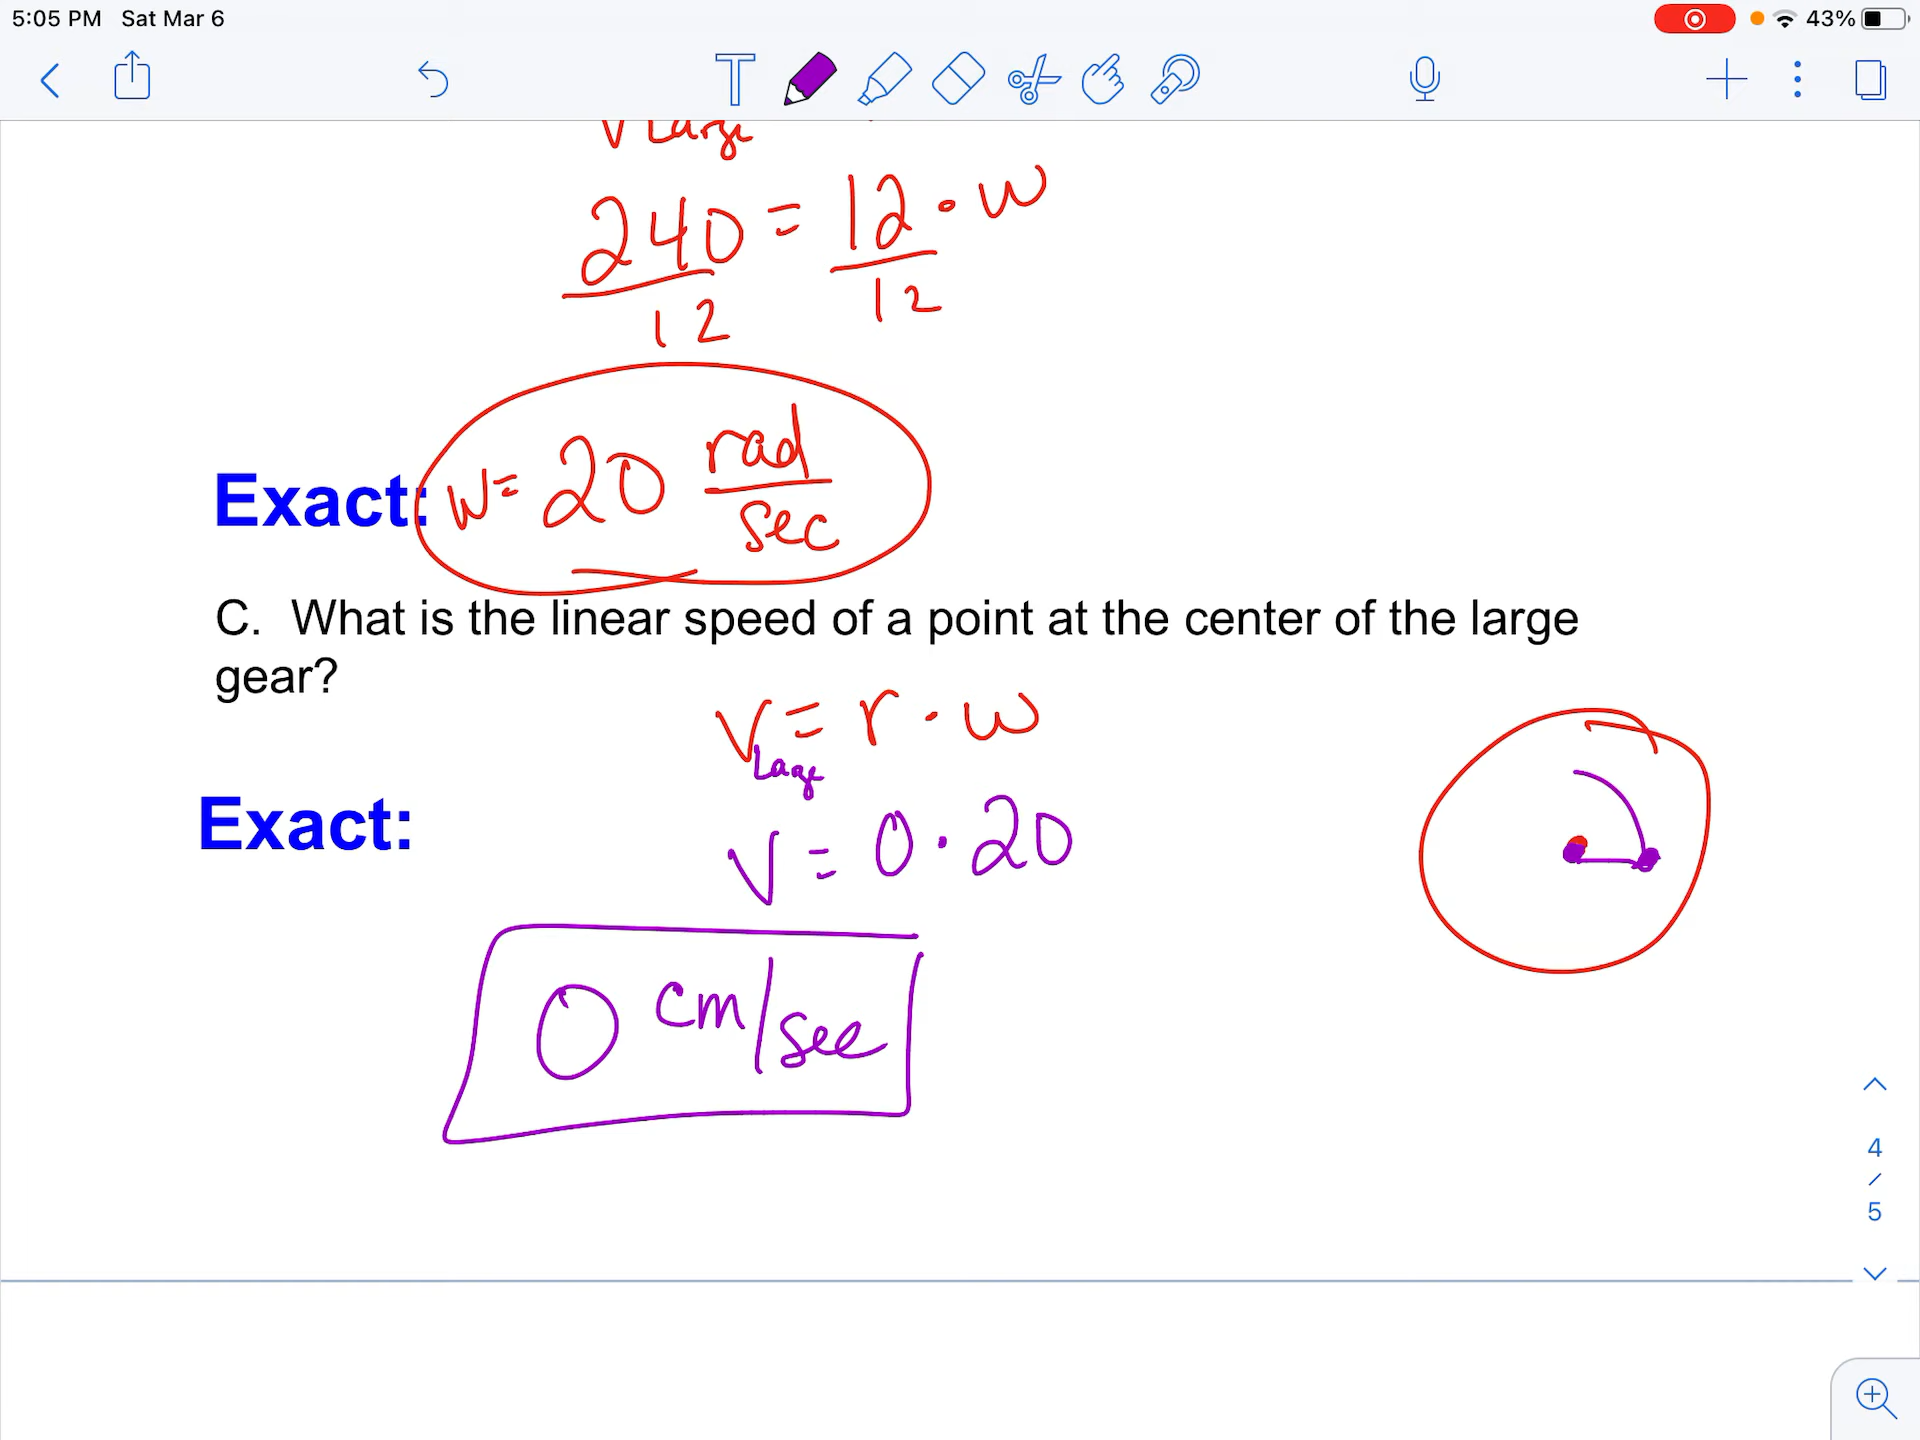 5:05 PM Sat Mar 6
43%
T
V Large
240 = 12 · w
12 12
Exact: w = 20 rad
sec
C. What is the linear speed of a point at the center of the large
gear?
v = r · w
Large
Exact:
v = 0 · 20
0 cm/sec
4
/
5